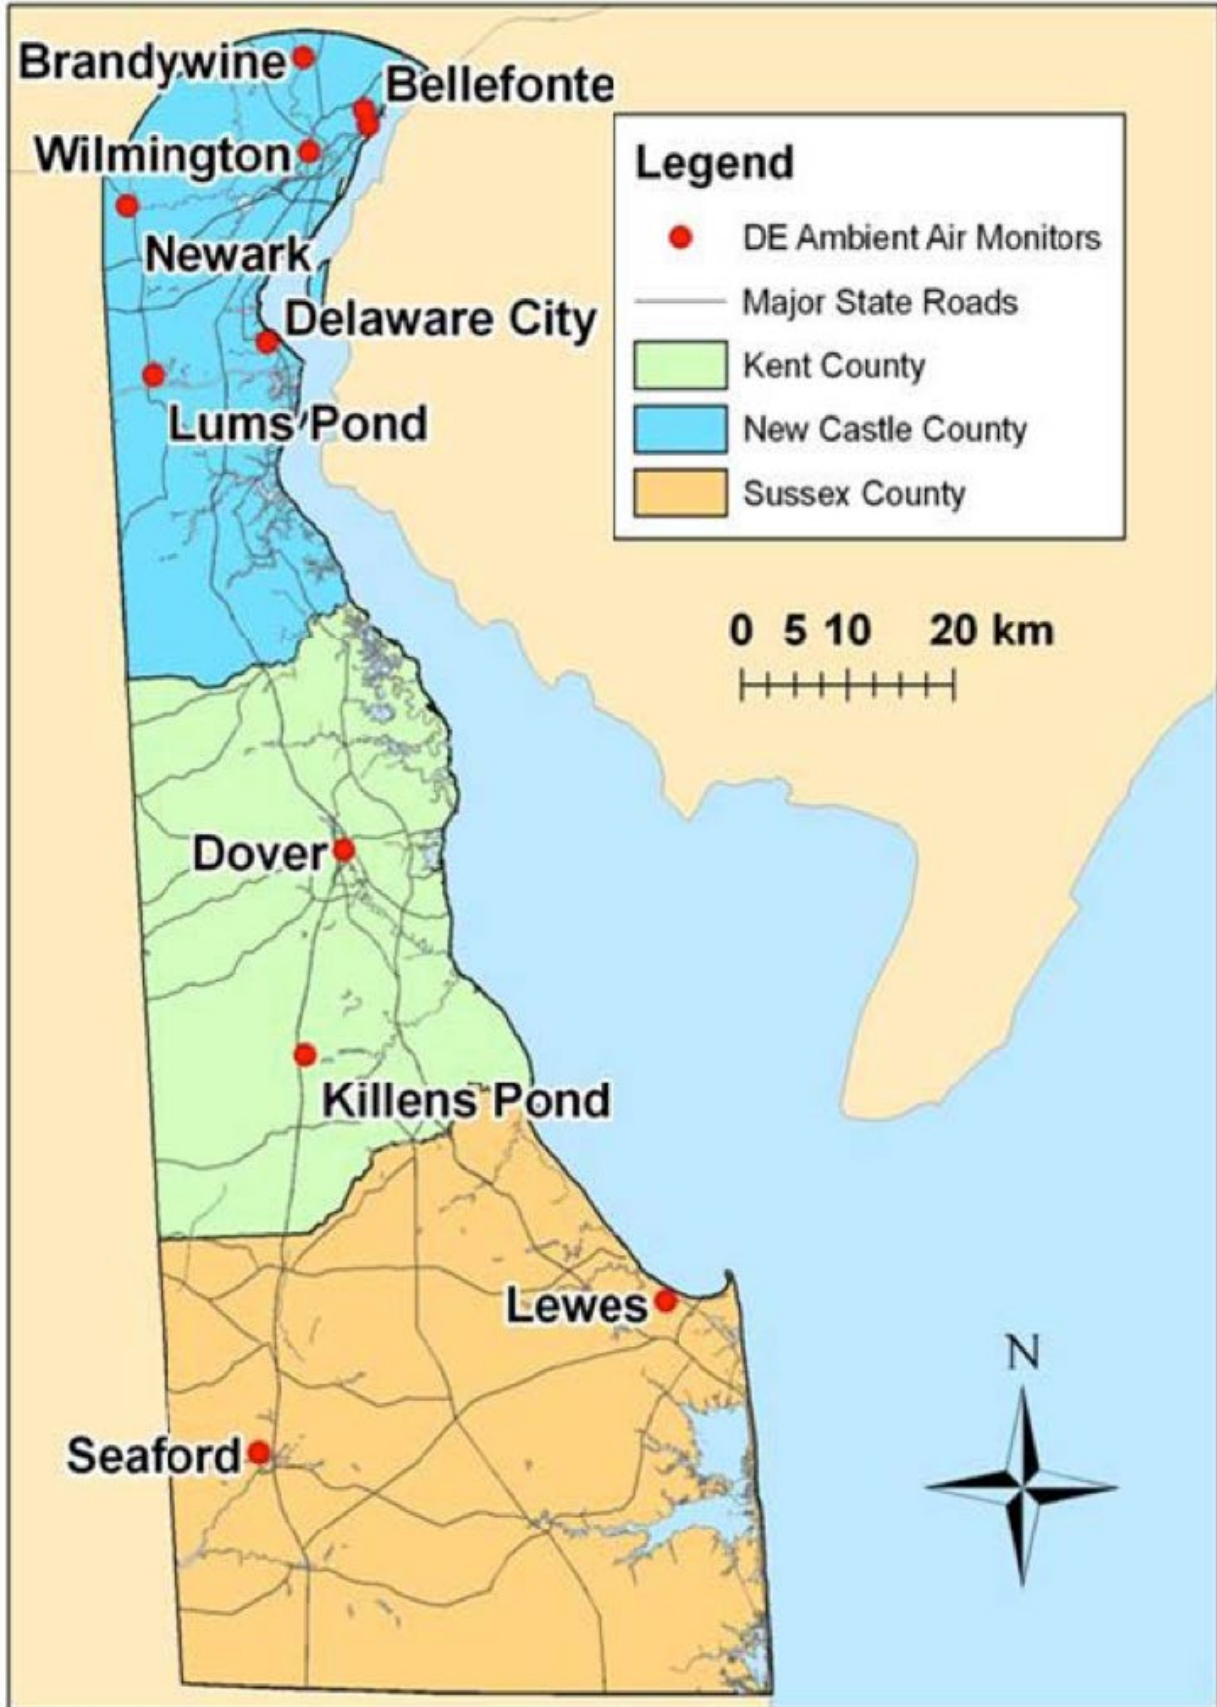 Brandywine
Bellefonte
Wilmington
Newark
Delaware City
Lums Pond
Legend
DE Ambient Air Monitors
Major State Roads
Kent County
New Castle County
Sussex County
0 5 10 20 km
Dover
Killens Pond
Lewes
N
Seaford